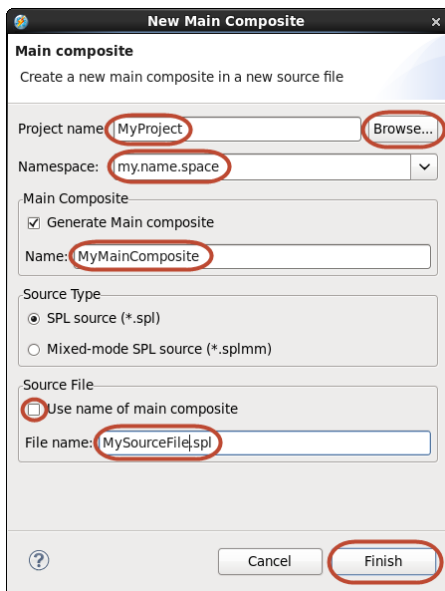 New Main Composite
Main composite
Create a new main composite in a new source file
Project name MyProject Browse...
Namespace: my.name.space
Main Composite
Generate Main composite
Name: MyMainComposite
Source Type
SPL source (*.spl)
Mixed-mode SPL source (*.splmm)
Source File
Use name of main composite
File name: MySourceFile.spl
? Cancel Finish